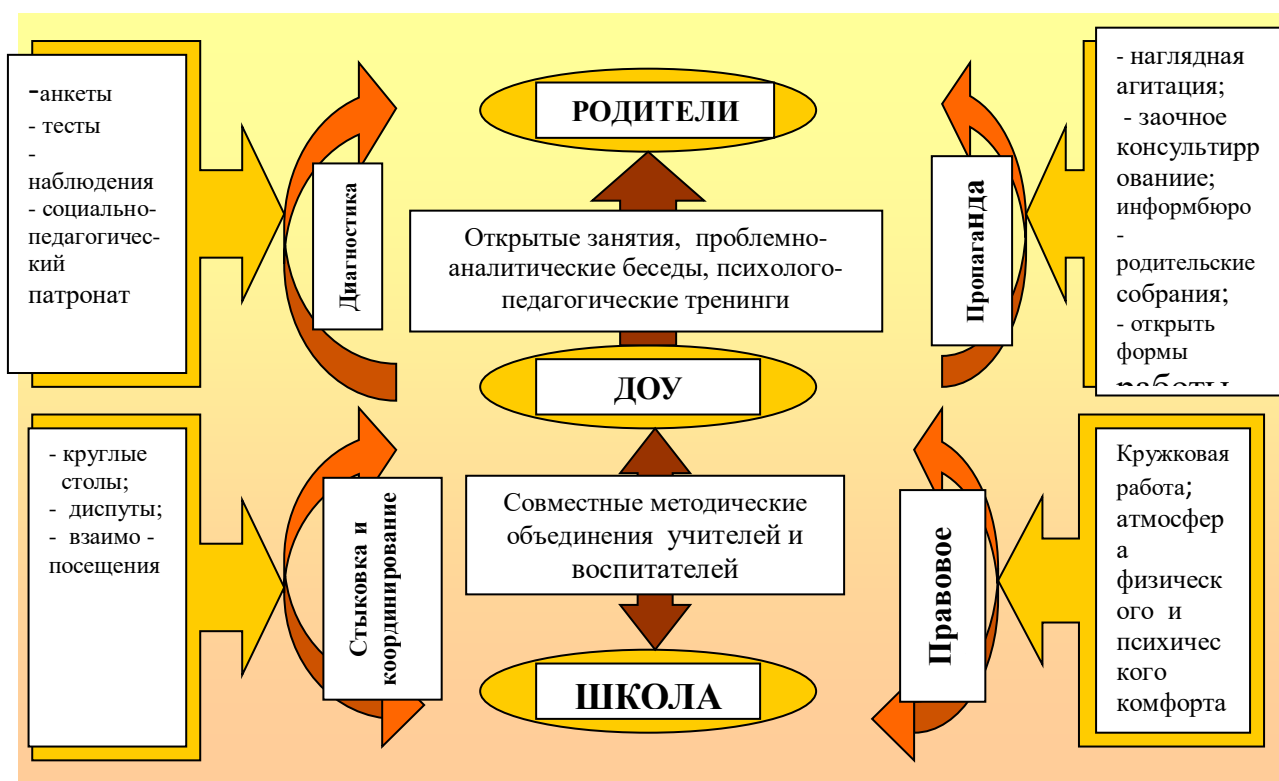 -анкеты
- тесты
-
наблюдения
- социально-
педагогичес-
кий
патронат
Диагностика
РОДИТЕЛИ
Открытые занятия, проблемно-
аналитические беседы, психолого-
педагогические тренинги
Пропаганда
- наглядная
агитация;
- заочное
консультирр
ованиие;
информбюро
-
родительские
собрания;
- открыть
формы
работы
ДОУ
- круглые
столы;
- диспуты;
- взаимо -
посещения
Стыковка и
координирование
Совместные методические
объединения учителей и
воспитателей
Правовое
Кружковая
работа;
атмосфер
а
физическ
ого и
психичес
кого
комфорта
ШКОЛА